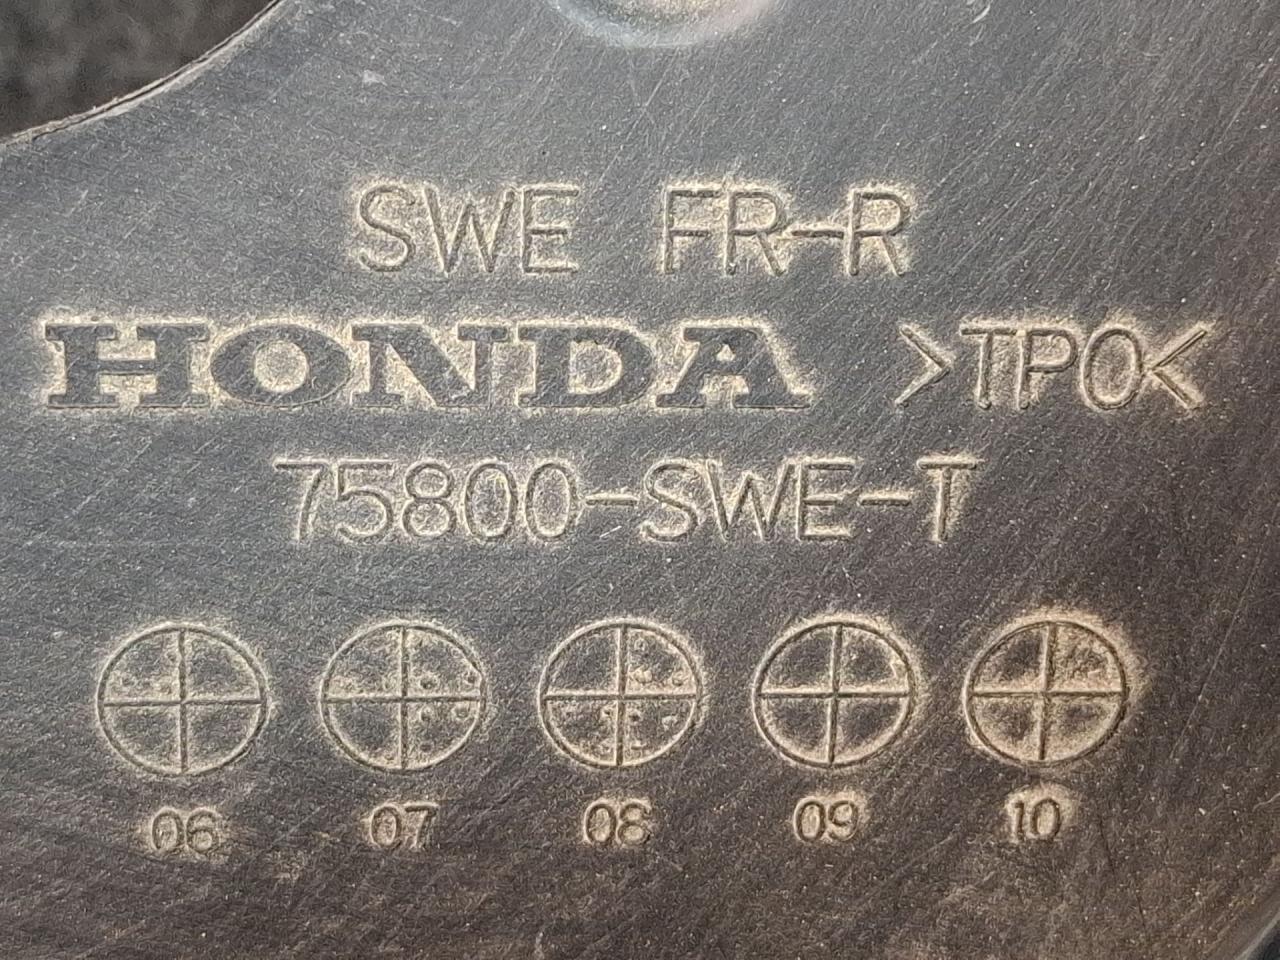 SWE FR-R
HONDA >TPO<
75800-SWE-T
06 07 08 09 10